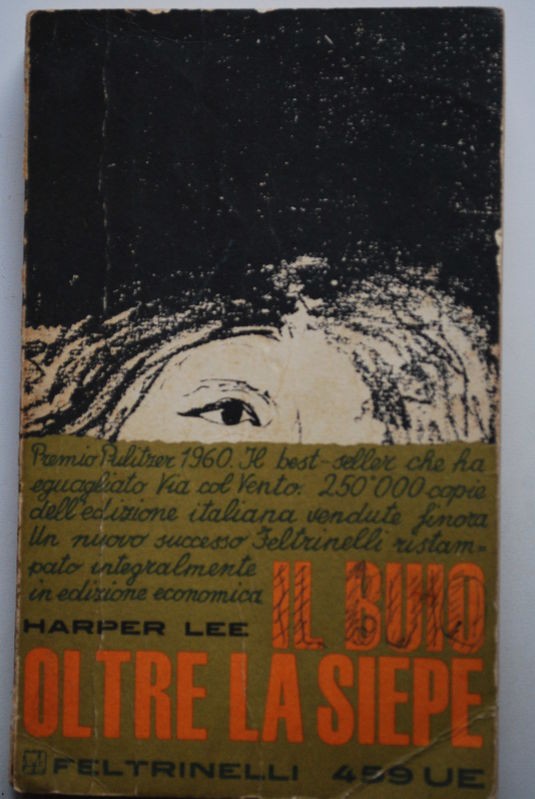 Premio Pulitzer 1960. Il best-seller che ha
eguagliato Via col Vento. 250°000 copie
dell'edizione italiana vendute finora
Un nuovo successo Feltrinelli ristam-
pato integralmente
in edizione economica
HARPER LEE IL BUIO
OLTRE LA SIEPE
FELTRINELLI 459 UE